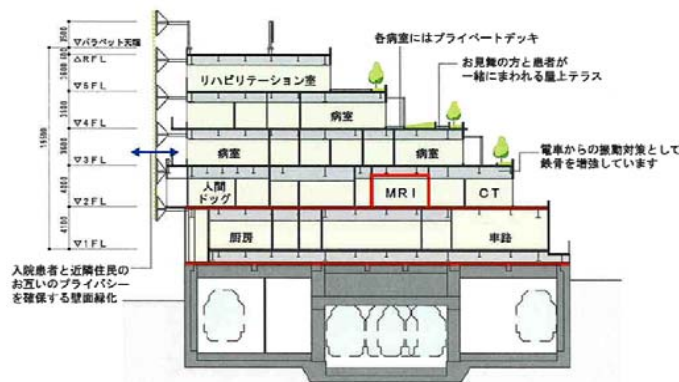 各病室にはプライベートデッキ
お見舞の方と患者が
一緒にまわれる屋上テラス
▽パラペット天端
△RFL
リハビリテーション室
▽5FL
病室
▽4FL
病室
病室
電車からの振動対策として
鉄骨を増強しています
▽3FL
人間
ドッグ
MRI
CT
▽2FL
厨房
車路
▽1FL
入院患者と近隣住民の
お互いのプライバシー
を確保する壁面緑化
3500
600
3600
3500
3600
4000
4100